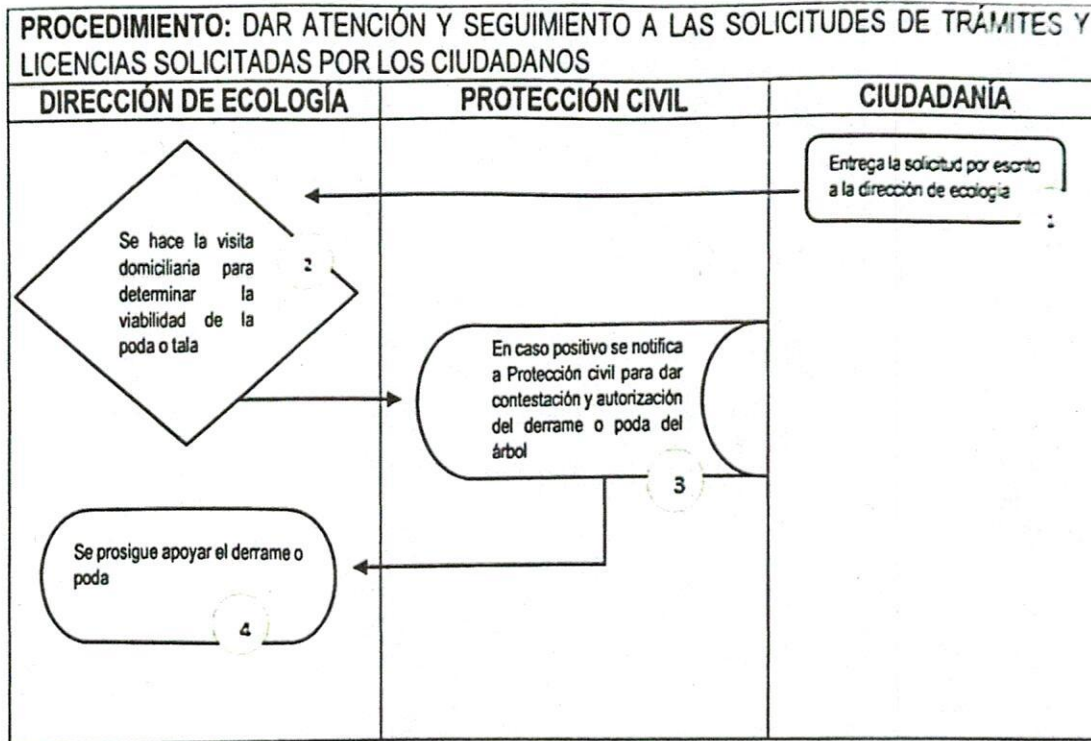 PROCEDIMIENTO: DAR ATENCIÓN Y SEGUIMIENTO A LAS SOLICITUDES DE TRÁMITES Y
LICENCIAS SOLICITADAS POR LOS CIUDADANOS
DIRECCIÓN DE ECOLOGÍA
PROTECCIÓN CIVIL
CIUDADANÍA
Entrega la solicitud por escrito
a la dirección de ecologia
1
Se hace la visita
domiciliaria para
determinar la
viabilidad de la
poda o tala
2
En caso positivo se notifica
a Protección civil para dar
contestación y autorización
del derrame o poda del
árbol
3
Se prosigue apoyar el derrame o
poda
4